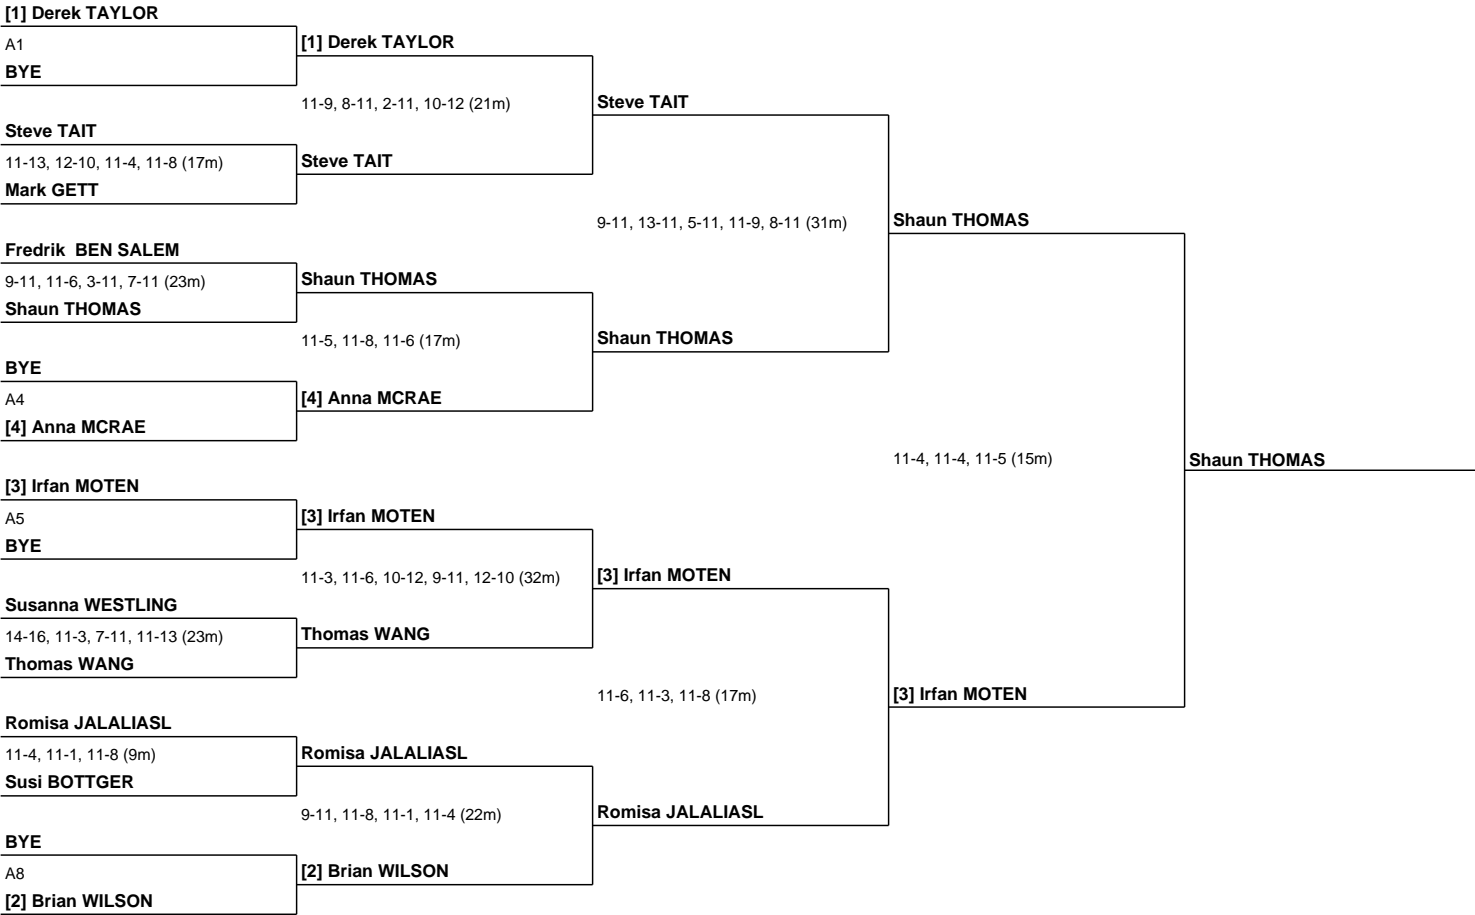 [1] Derek TAYLOR
A1
BYE
Steve TAIT
11-13, 12-10, 11-4, 11-8 (17m)
Mark GETT
Fredrik  BEN SALEM
9-11, 11-6, 3-11, 7-11 (23m)
Shaun THOMAS
BYE
A4
[4] Anna MCRAE
[3] Irfan MOTEN
A5
BYE
Susanna WESTLING
14-16, 11-3, 7-11, 11-13 (23m)
Thomas WANG
Romisa JALALIASL
11-4, 11-1, 11-8 (9m)
Susi BOTTGER
BYE
A8
[2] Brian WILSON
[1] Derek TAYLOR
11-9, 8-11, 2-11, 10-12 (21m)
Steve TAIT
Shaun THOMAS
11-5, 11-8, 11-6 (17m)
[4] Anna MCRAE
[3] Irfan MOTEN
11-3, 11-6, 10-12, 9-11, 12-10 (32m)
Thomas WANG
Romisa JALALIASL
9-11, 11-8, 11-1, 11-4 (22m)
[2] Brian WILSON
Steve TAIT
9-11, 13-11, 5-11, 11-9, 8-11 (31m)
Shaun THOMAS
[3] Irfan MOTEN
11-6, 11-3, 11-8 (17m)
Romisa JALALIASL
Shaun THOMAS
11-4, 11-4, 11-5 (15m)
[3] Irfan MOTEN
Shaun THOMAS